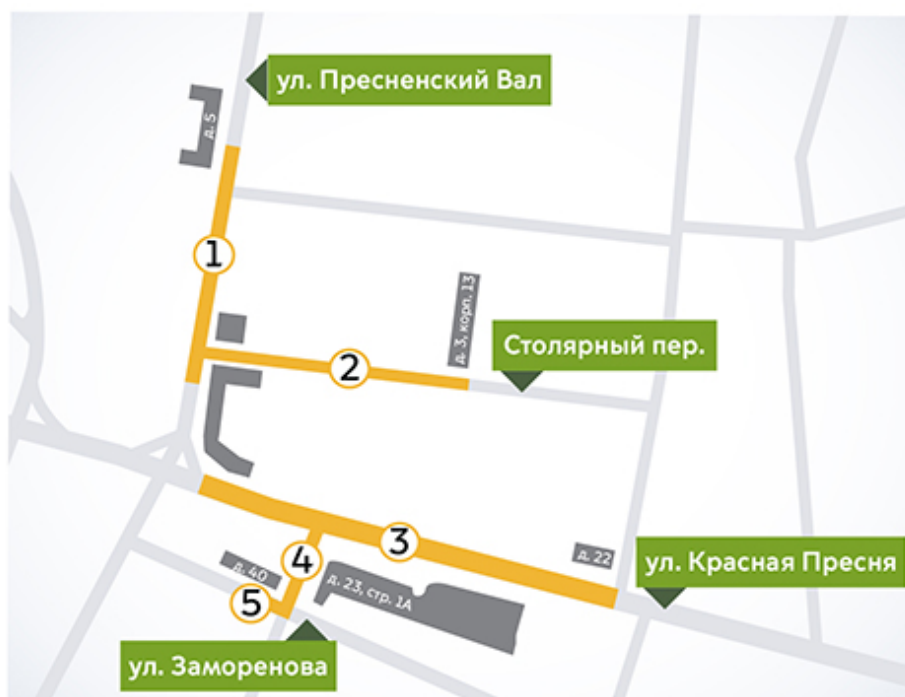 ул. Пресненский Вал
д. 5
1
д. 3, корп. 13
Столярный пер.
2
3
д. 22
4
ул. Красная Пресня
д. 40
д. 23, стр. 1А
5
ул. Заморенова